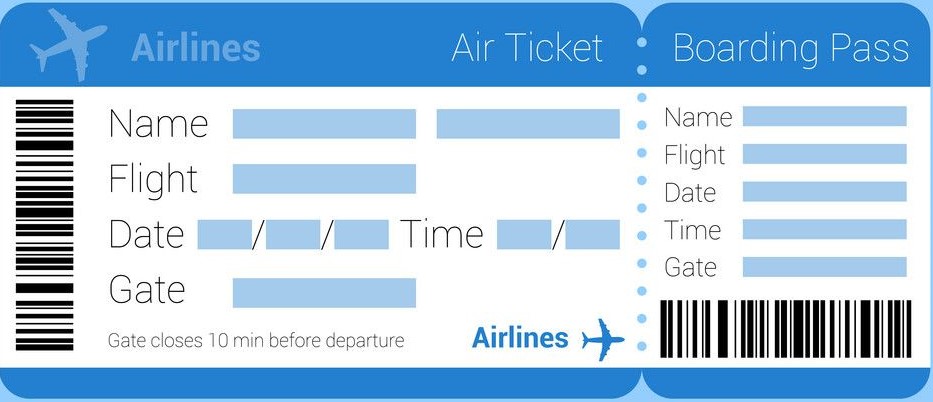 Airlines Air Ticket
Name
Flight
Date / / Time /
Gate
Gate closes 10 min before departure
Airlines
Boarding Pass
Name
Flight
Date
Time
Gate